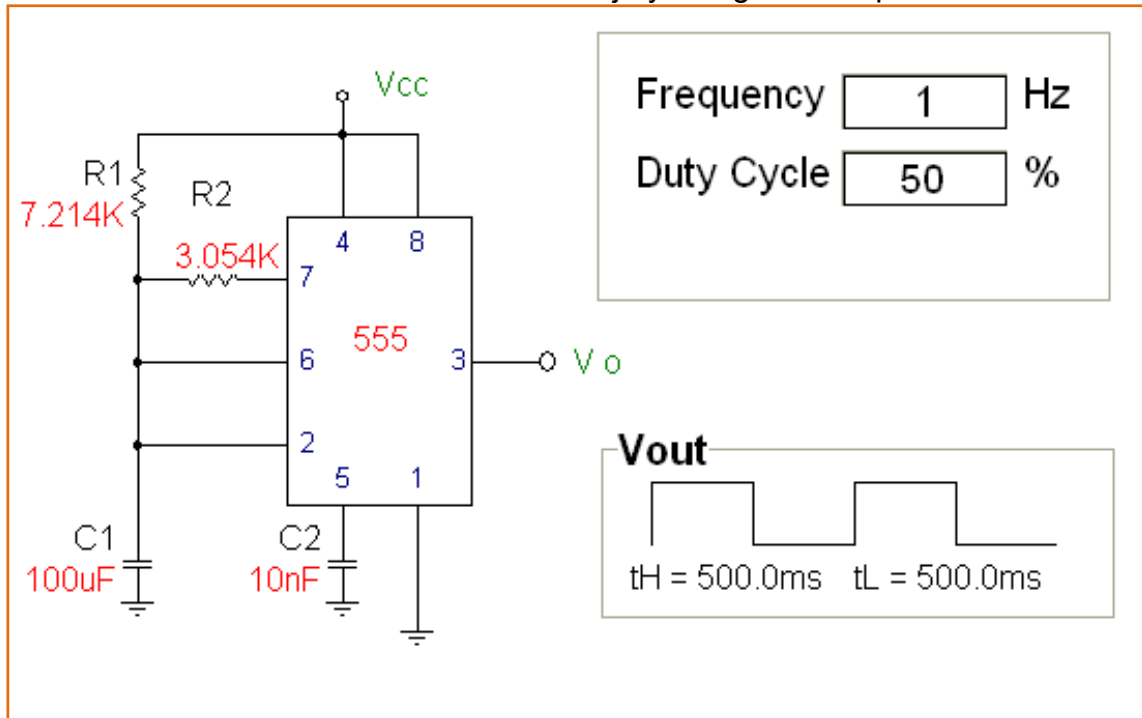 Vcc
R1
7.214K
R2
3.054K
4 8
7
555
6 3
V o
2
5 1
C1
100uF
C2
10nF
Frequency 1 Hz
Duty Cycle 50 %
Vout
tH = 500.0ms tL = 500.0ms